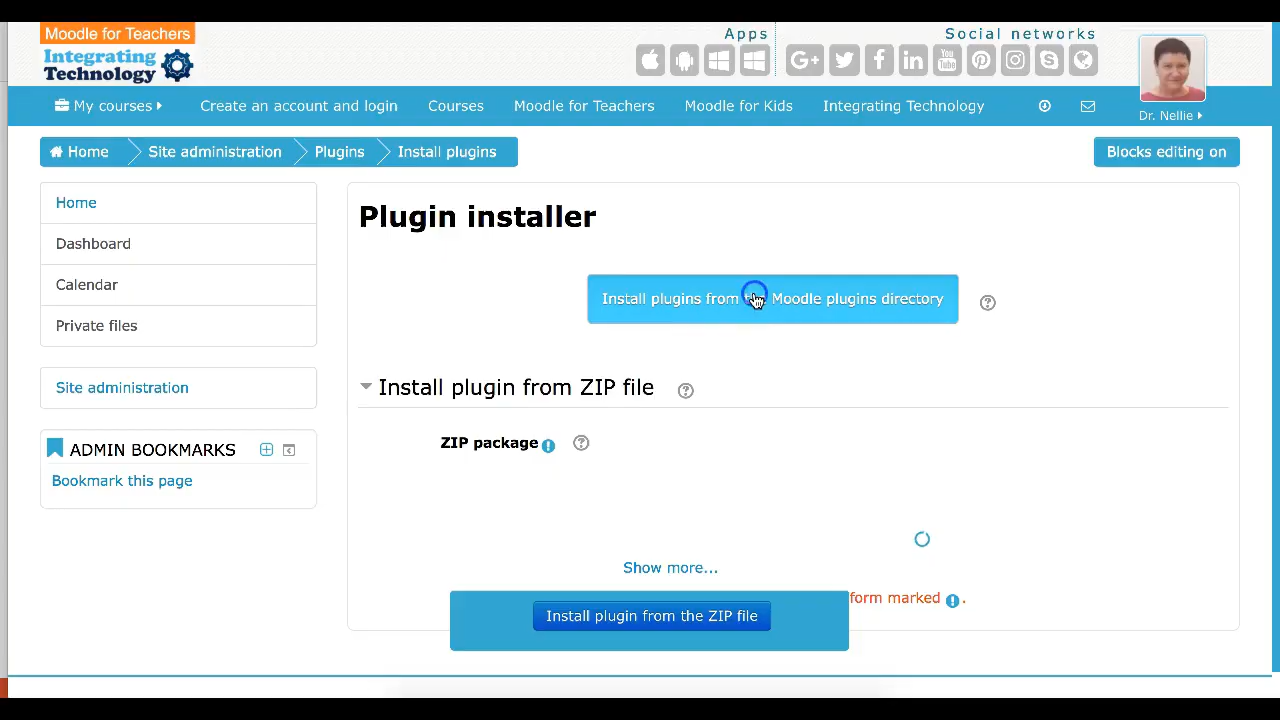 Moodle for Teachers
Integrating
Technology
Apps
Social networks
You
Tube
Dr. Nellie
My courses
Create an account and login
Courses
Moodle for Teachers
Moodle for Kids
Integrating Technology
Home
Site administration
Plugins
Install plugins
Blocks editing on
Home
Dashboard
Calendar
Private files
Site administration
ADMIN BOOKMARKS
Bookmark this page
Plugin installer
Install plugins from Moodle plugins directory
Install plugin from ZIP file
ZIP package
Show more...
form marked .
Install plugin from the ZIP file